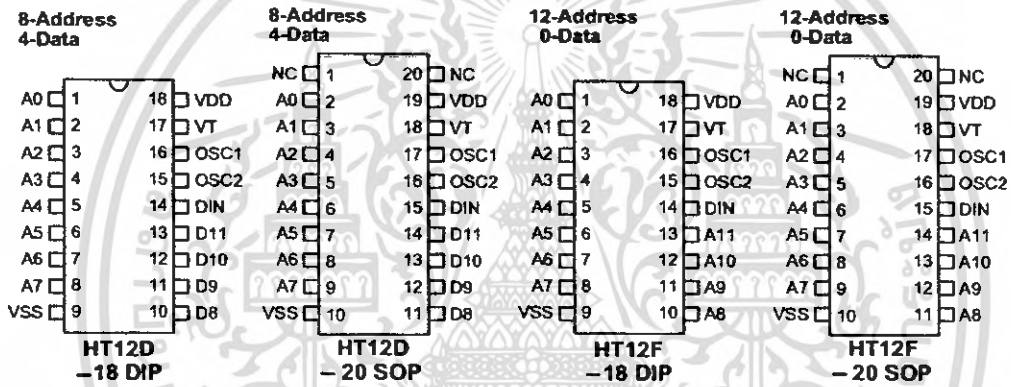 8-Address
4-Data
A0 1 18 VDD
A1 2 17 VT
A2 3 16 OSC1
A3 4 15 OSC2
A4 5 14 DIN
A5 6 13 D11
A6 7 12 D10
A7 8 11 D9
VSS 9 10 D8
HT12D
–18 DIP
8-Address
4-Data
NC 1 20 NC
A0 2 19 VDD
A1 3 18 VT
A2 4 17 OSC1
A3 5 16 OSC2
A4 6 15 DIN
A5 7 14 D11
A6 8 13 D10
A7 9 12 D9
VSS 10 11 D8
HT12D
–20 SOP
12-Address
0-Data
A0 1 18 VDD
A1 2 17 VT
A2 3 16 OSC1
A3 4 15 OSC2
A4 5 14 DIN
A5 6 13 A11
A6 7 12 A10
A7 8 11 A9
VSS 9 10 A8
HT12F
–18 DIP
12-Address
0-Data
NC 1 20 NC
A0 2 19 VDD
A1 3 18 VT
A2 4 17 OSC1
A3 5 16 OSC2
A4 6 15 DIN
A5 7 14 A11
A6 8 13 A10
A7 9 12 A9
VSS 10 11 A8
HT12F
–20 SOP